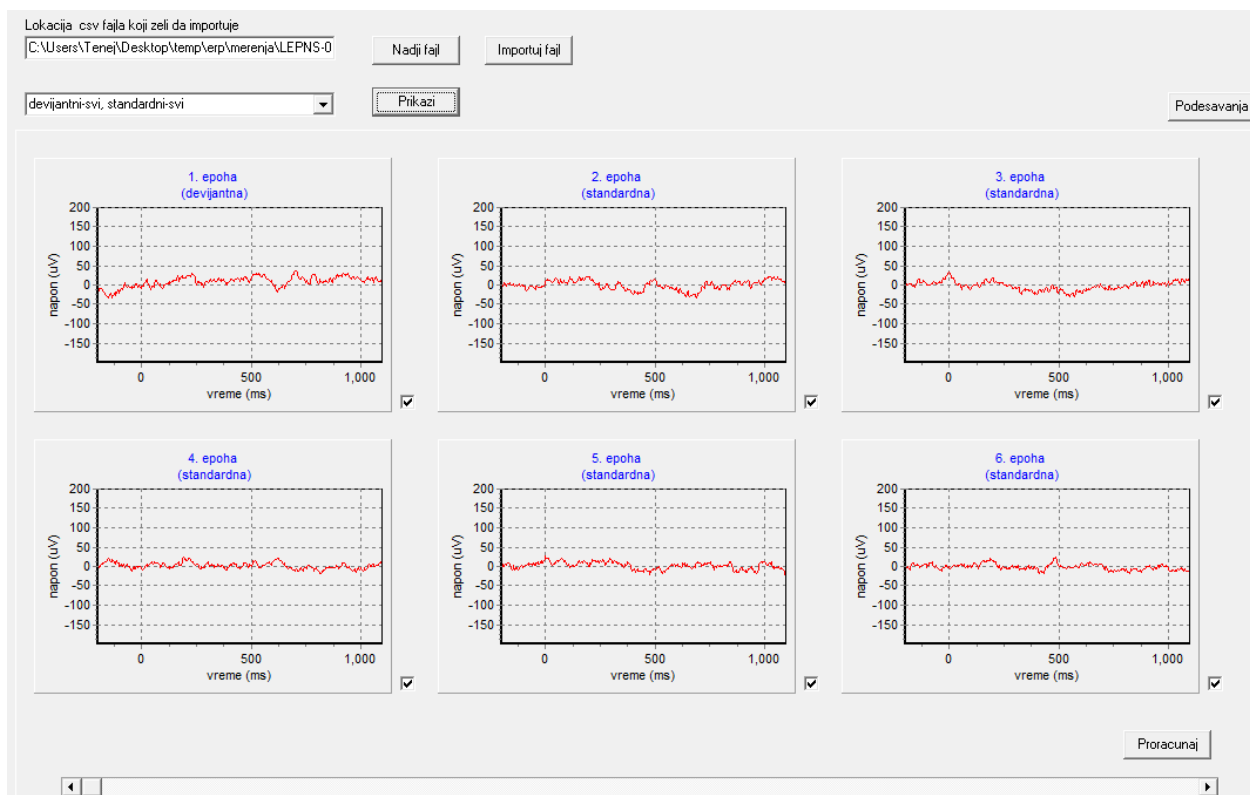 Lokacija csv fajla koji zeli da importuje
C:\Users\Tenej\Desktop\temp\erp\merenja\LEPNS-0
Nadji fajl
Importuj fajl
devijantni-svi, standardni-svi
Prikazi
Podesavanja
1. epoha
(devijantna)
200
150
100
50
0
-50
-100
-150
napon (uV)
0 500 1,000
vreme (ms)
2. epoha
(standardna)
200
150
100
50
0
-50
-100
-150
napon (uV)
0 500 1,000
vreme (ms)
3. epoha
(standardna)
200
150
100
50
0
-50
-100
-150
napon (uV)
0 500 1,000
vreme (ms)
4. epoha
(standardna)
200
150
100
50
0
-50
-100
-150
napon (uV)
0 500 1,000
vreme (ms)
5. epoha
(standardna)
200
150
100
50
0
-50
-100
-150
napon (uV)
0 500 1,000
vreme (ms)
6. epoha
(standardna)
200
150
100
50
0
-50
-100
-150
napon (uV)
0 500 1,000
vreme (ms)
Proracunaj